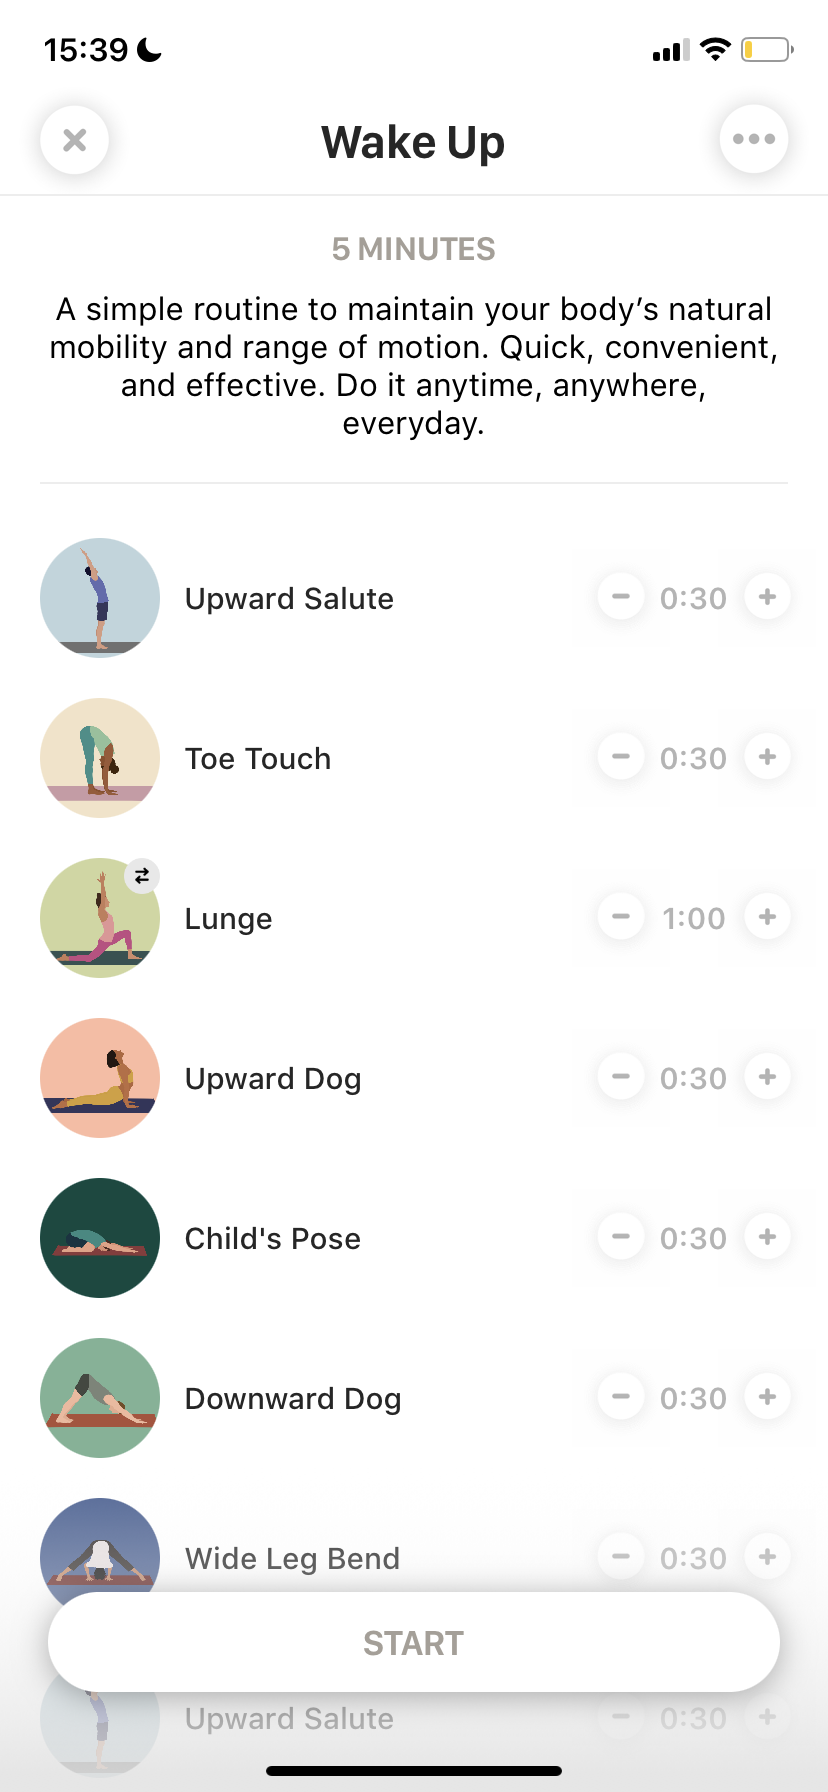 15:39
Wake Up
5 MINUTES
A simple routine to maintain your body’s natural
mobility and range of motion. Quick, convenient,
and effective. Do it anytime, anywhere,
everyday.
Upward Salute − 0:30 +
Toe Touch − 0:30 +
Lunge − 1:00 +
Upward Dog − 0:30 +
Child's Pose − 0:30 +
Downward Dog − 0:30 +
Wide Leg Bend − 0:30 +
START
Upward Salute − 0:30 +